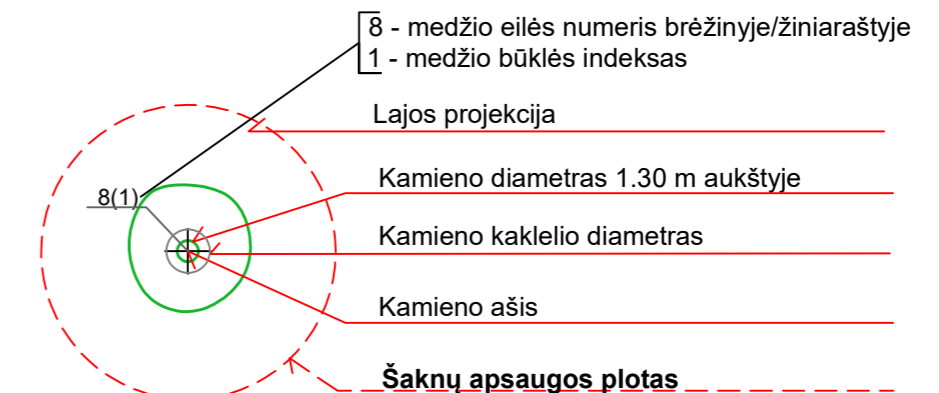 8 - medžio eilės numeris brėžinyje/žiniaraštyje
1 - medžio būklės indeksas
Lajos projekcija
Kamieno diametras 1.30 m aukštyje
8(1)
Kamieno kaklelio diametras
Kamieno ašis
Šaknų apsaugos plotas